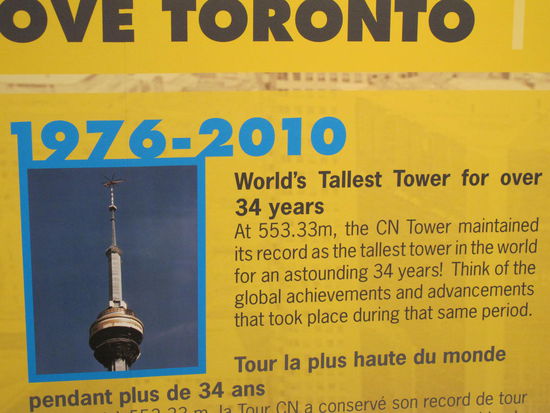 OVE TORONTO
1976-2010
World's Tallest Tower for over
34 years
At 553.33m, the CN Tower maintained
its record as the tallest tower in the world
for an astounding 34 years! Think of the
global achievements and advancements
that took place during that same period.
Tour la plus haute du monde
pendant plus de 34 ans
553,33 m, la Tour CN a conservé son record de tour